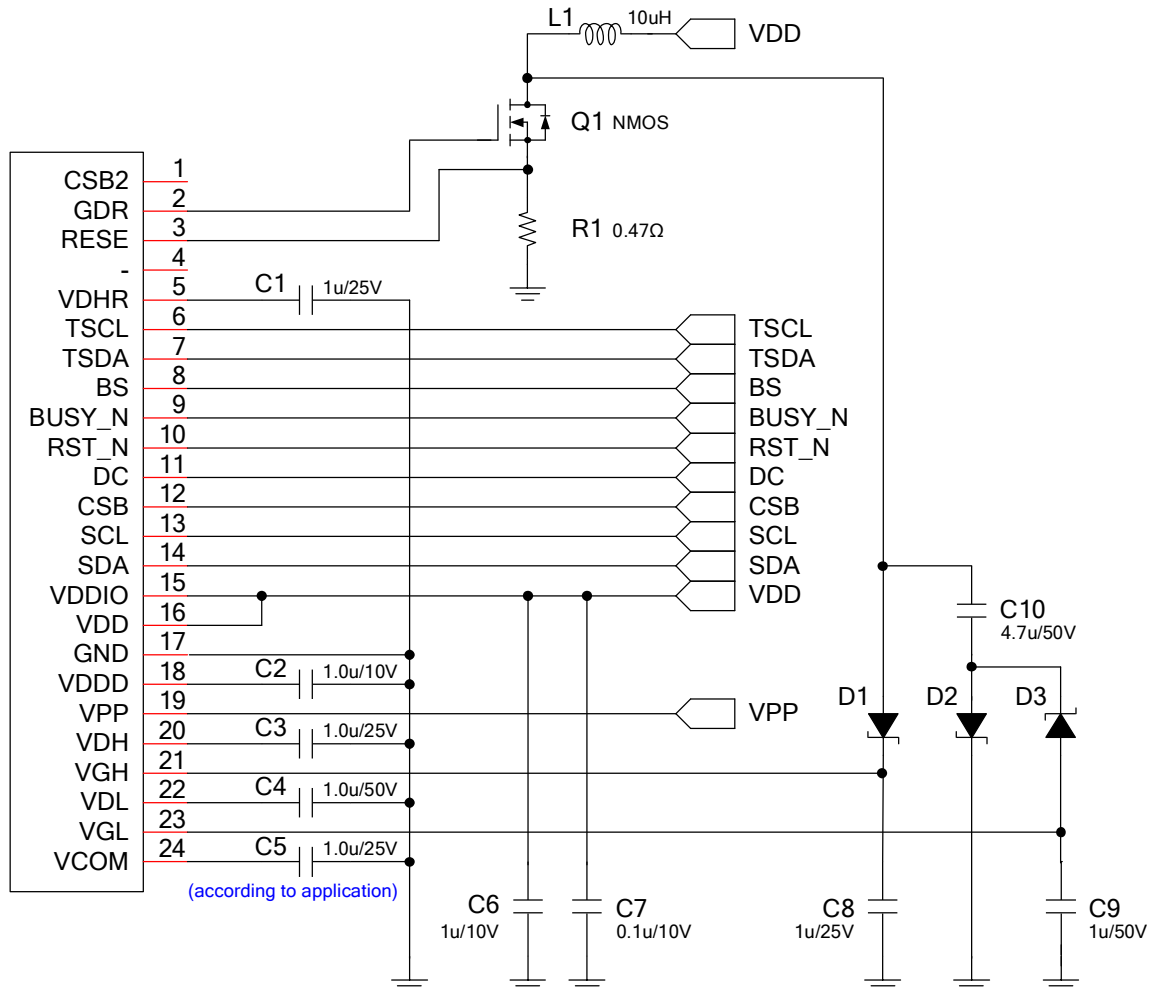 L1 10uH VDD
Q1 NMOS
R1 0.47Ω
CSB2 1
GDR 2
RESE 3
- 4
VDHR 5 C1 1u/25V
TSCL 6 TSCL
TSDA 7 TSDA
BS 8 BS
BUSY_N 9 BUSY_N
RST_N 10 RST_N
DC 11 DC
CSB 12 CSB
SCL 13 SCL
SDA 14 SDA
VDDIO 15 VDD
VDD 16
GND 17
VDDD 18 C2 1.0u/10V
VPP 19 VPP
VDH 20 C3 1.0u/25V
VGH 21
VDL 22 C4 1.0u/50V
VGL 23
VCOM 24 C5 1.0u/25V
(according to application)
C10
4.7u/50V
D1 D2 D3
C6
1u/10V
C7
0.1u/10V
C8
1u/25V
C9
1u/50V